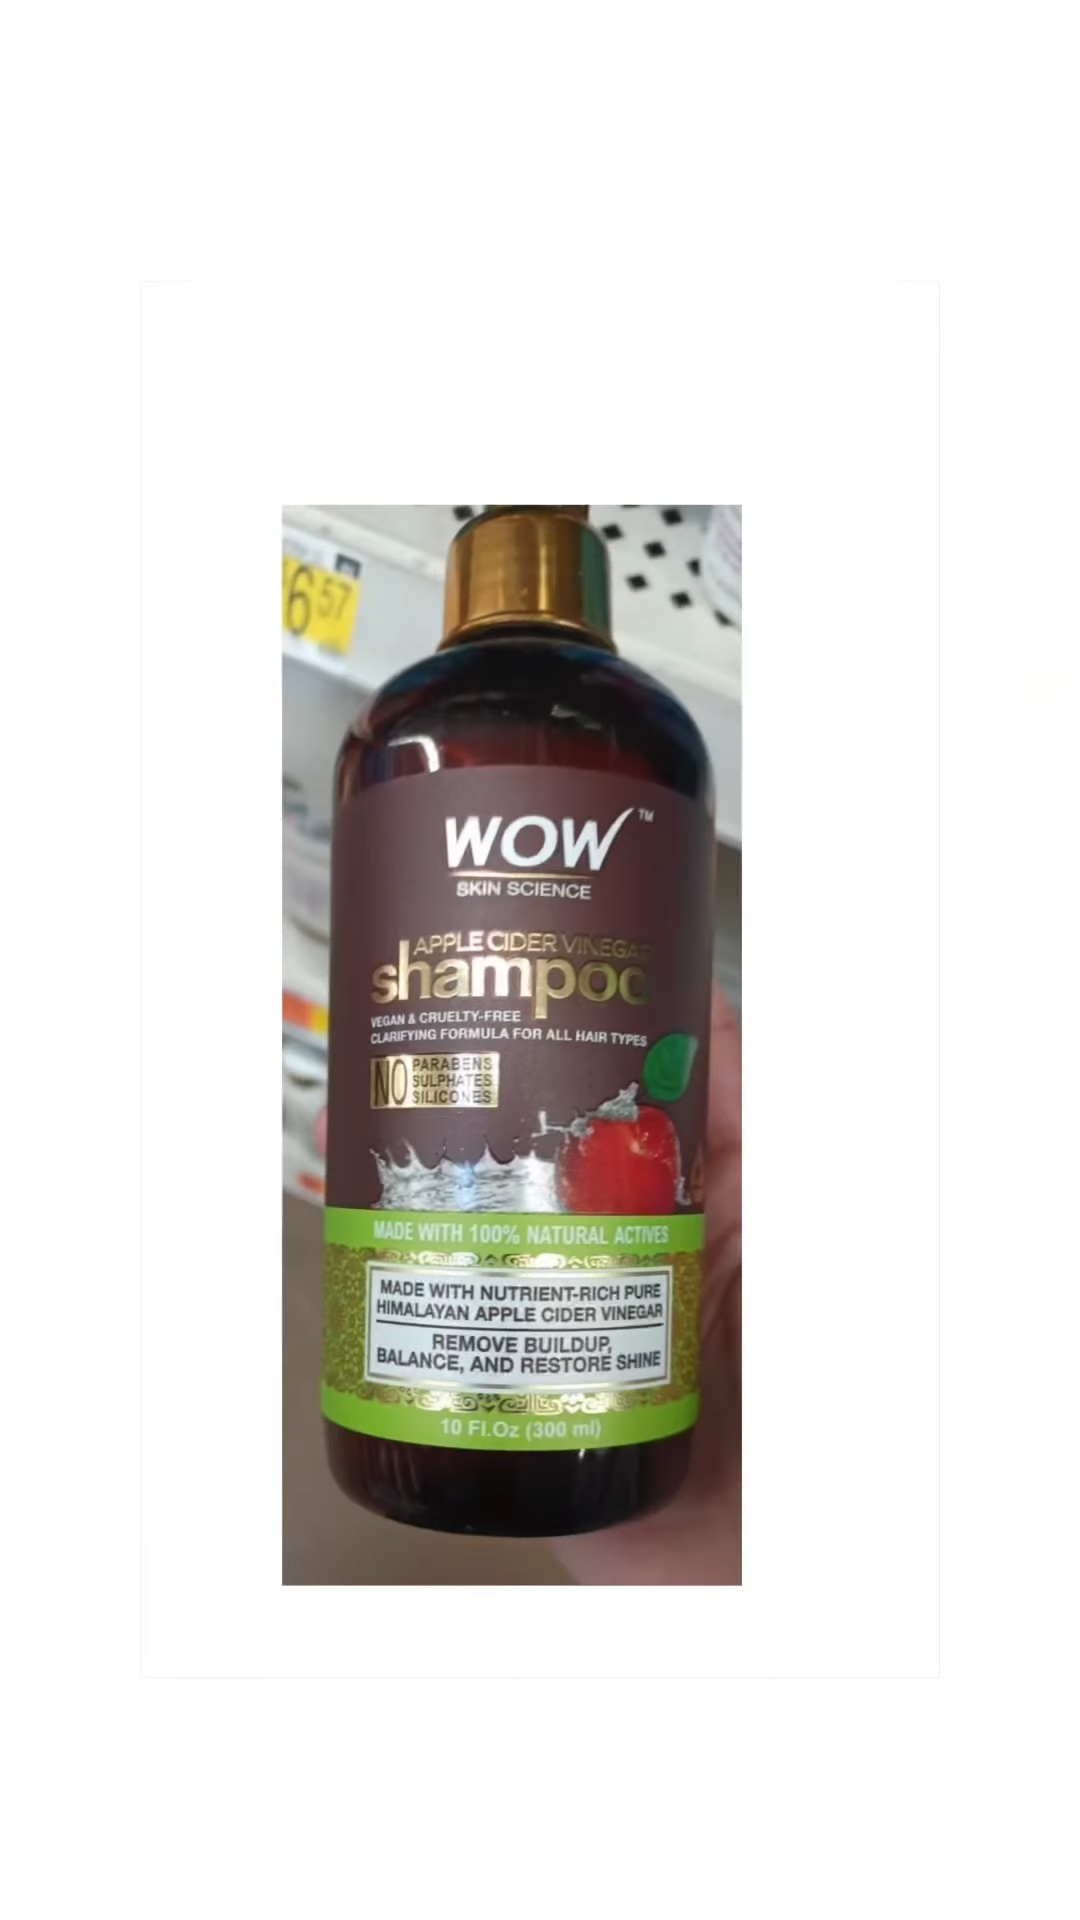 6 57
WOW™
SKIN SCIENCE
APPLE CIDER VINEGAR
shampoo
VEGAN & CRUELTY-FREE
CLARIFYING FORMULA FOR ALL HAIR TYPES
NO PARABENS
SULPHATES
SILICONES
MADE WITH 100% NATURAL ACTIVES
MADE WITH NUTRIENT-RICH PURE
HIMALAYAN APPLE CIDER VINEGAR
REMOVE BUILDUP,
BALANCE, AND RESTORE SHINE
10 Fl.Oz (300 ml)